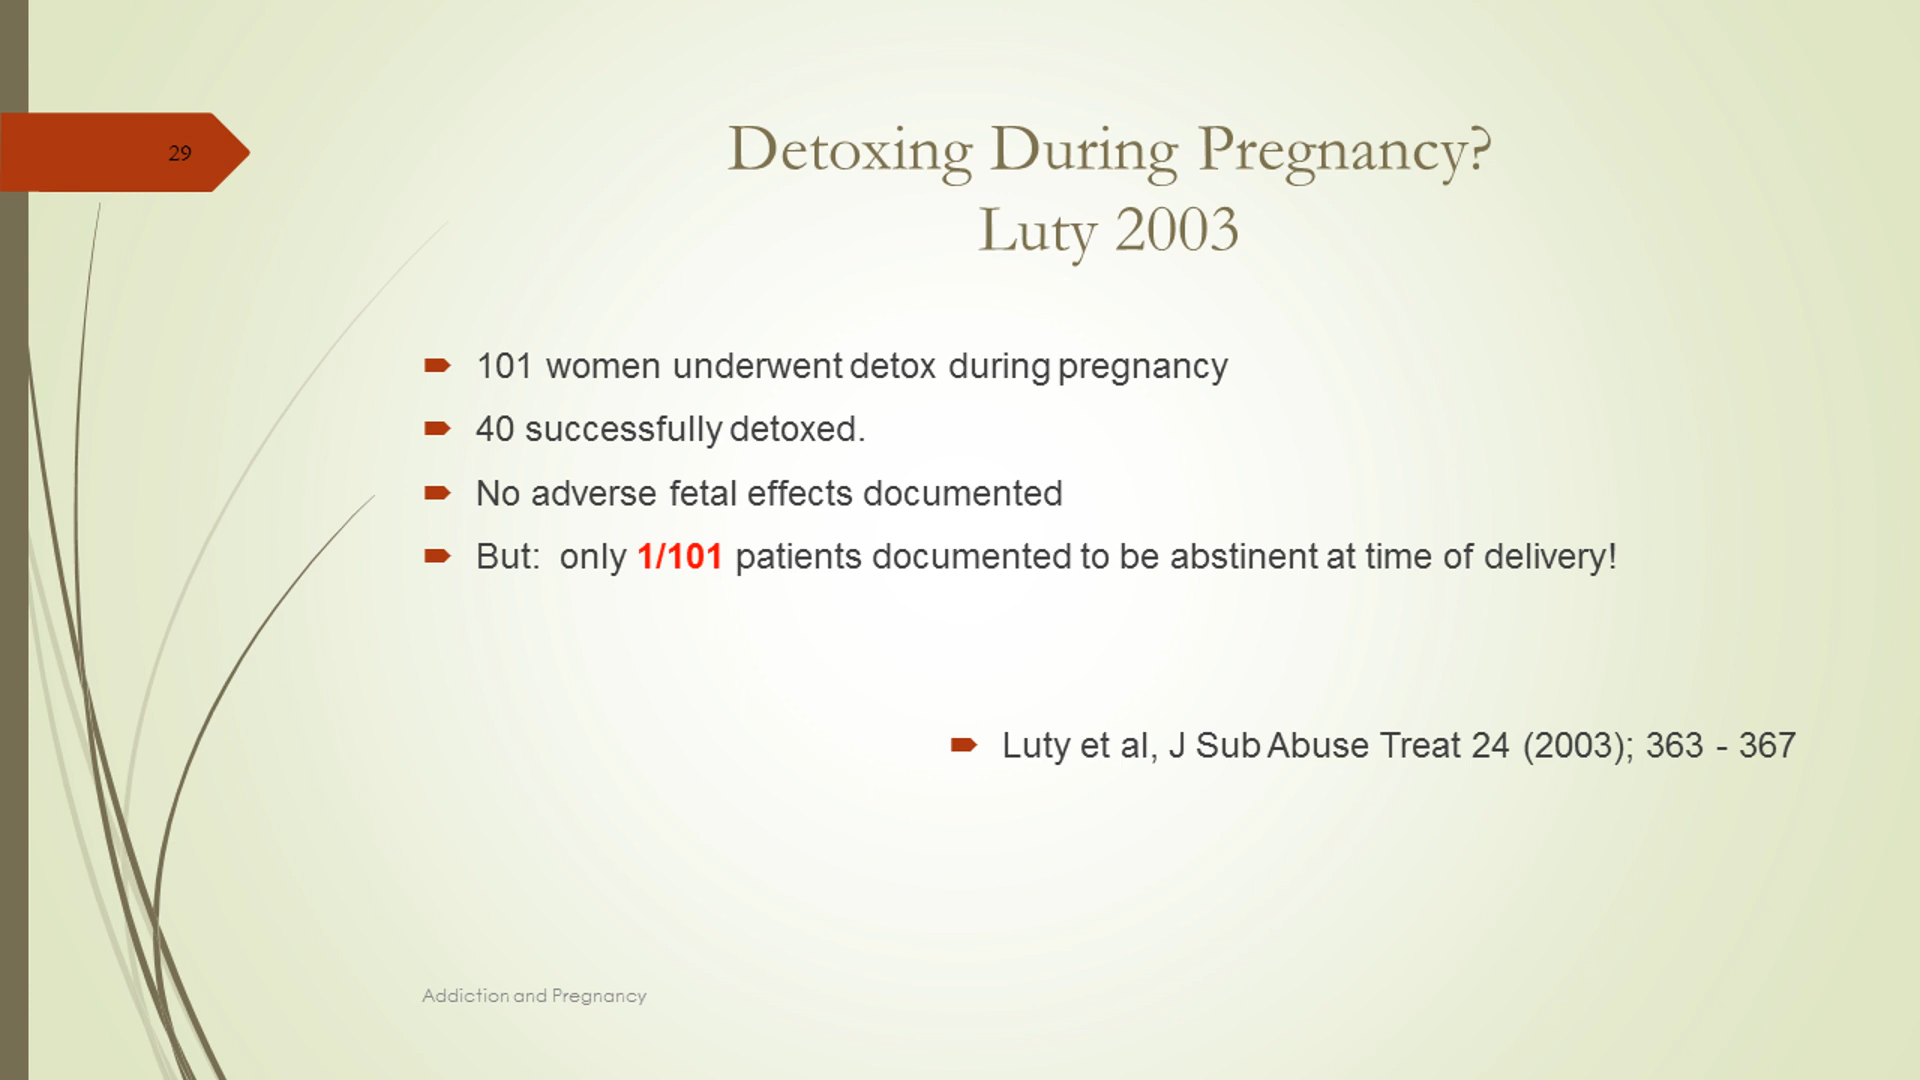 29
Detoxing During Pregnancy?
Luty 2003
101 women underwent detox during pregnancy
40 successfully detoxed.
No adverse fetal effects documented
But: only 1/101 patients documented to be abstinent at time of delivery!
Luty et al, J Sub Abuse Treat 24 (2003); 363 - 367
Addiction and Pregnancy